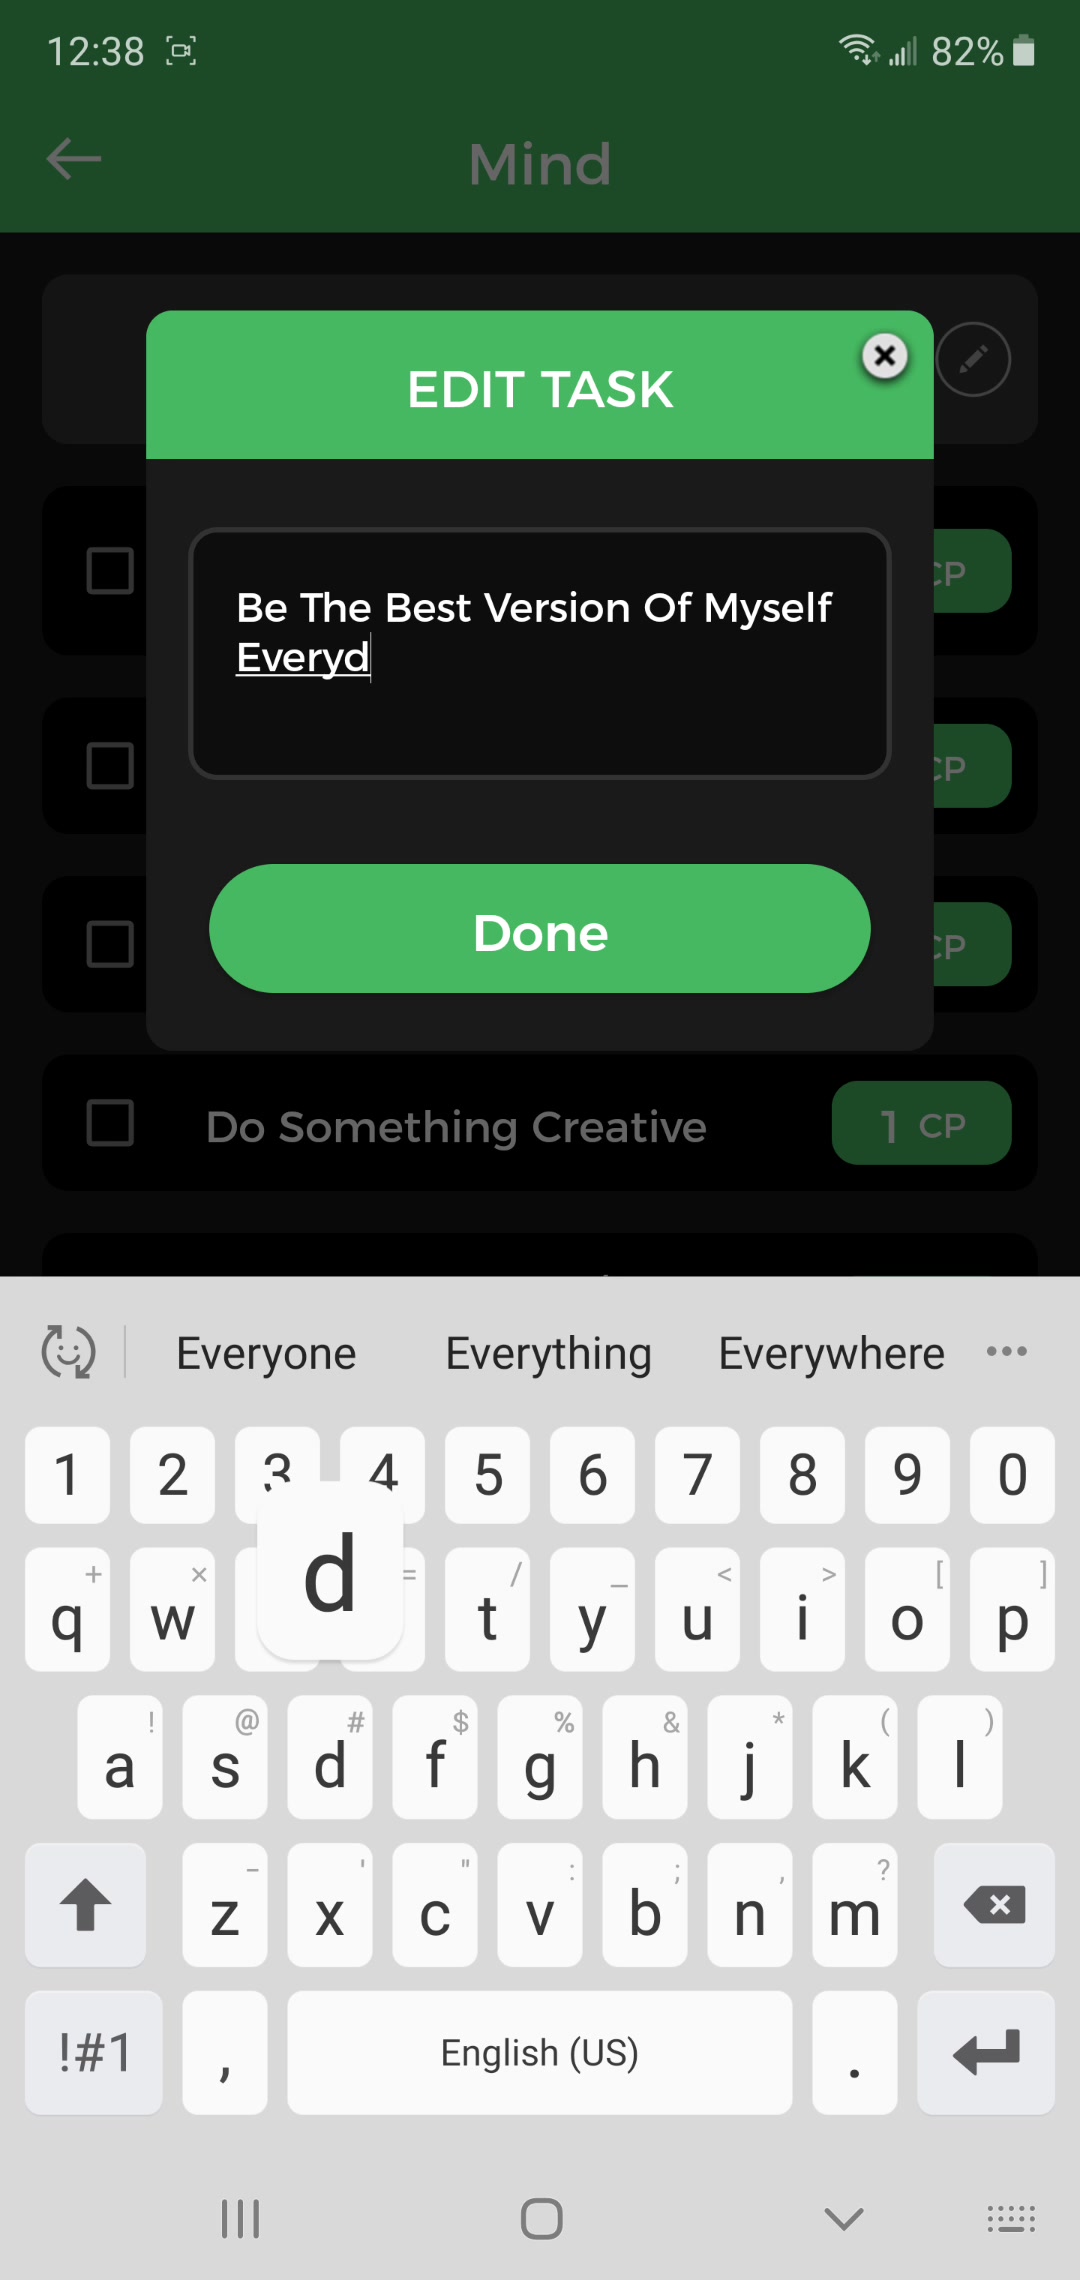 12:38 82%
Mind
EDIT TASK
Be The Best Version Of Myself
Everyd
CP
CP
Done
CP
Do Something Creative 1 CP
Everyone Everything Everywhere •••
1 2 3 4 5 6 7 8 9 0
d
+ × = / _ < > [ ]
q w t y u i o p
! @ # $ % & * ( )
a s d f g h j k l
- ' " : ; , ?
z x c v b n m
!#1 , English (US) .